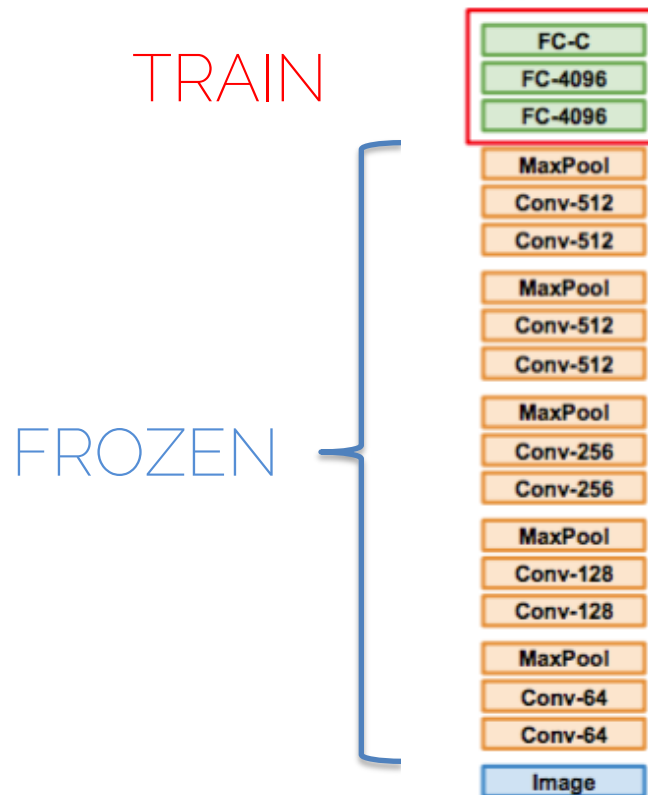 TRAIN
FC-C
FC-4096
FC-4096
MaxPool
Conv-512
Conv-512
MaxPool
Conv-512
Conv-512
FROZEN
MaxPool
Conv-256
Conv-256
MaxPool
Conv-128
Conv-128
MaxPool
Conv-64
Conv-64
Image